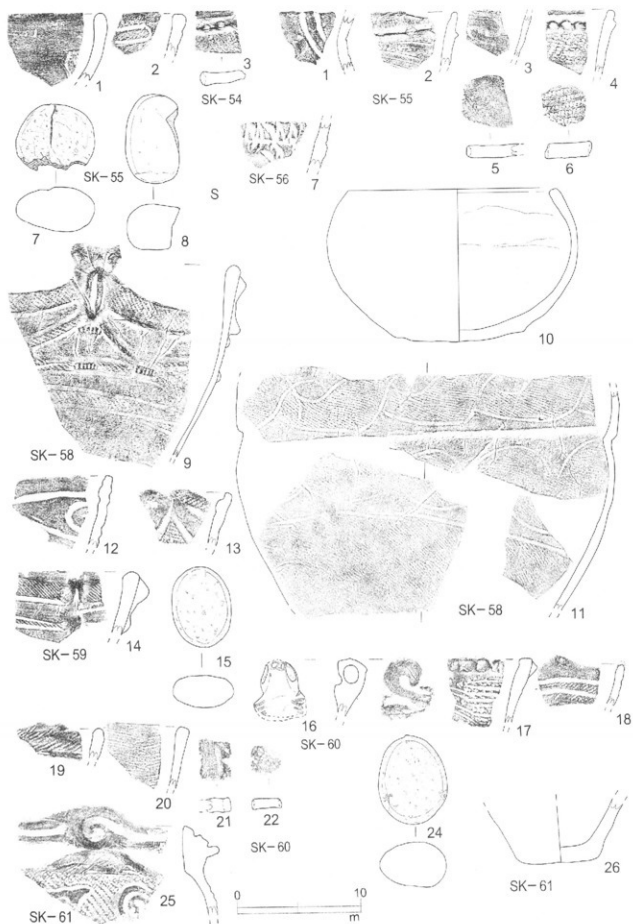 1 2 3 1 2 3 4
SK-54 SK-55
5 6
SK-56 7
SK-55
7 8 S
10
SK-58 9
12 13
SK-58 11
SK-59 14 15
16 17 18
SK-60
19 20 21 22 24
SK-60
SK-61 25 26
SK-61
0 10
m